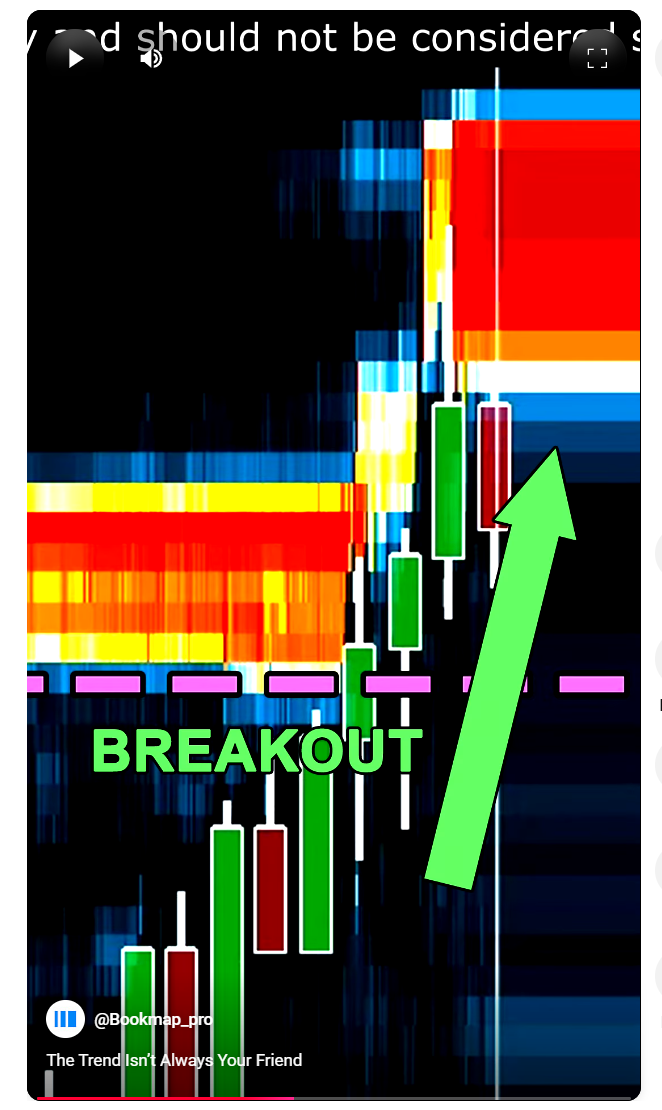 and should not be considered
BREAKOUT
@Bookmap_pro
The Trend Isn't Always Your Friend